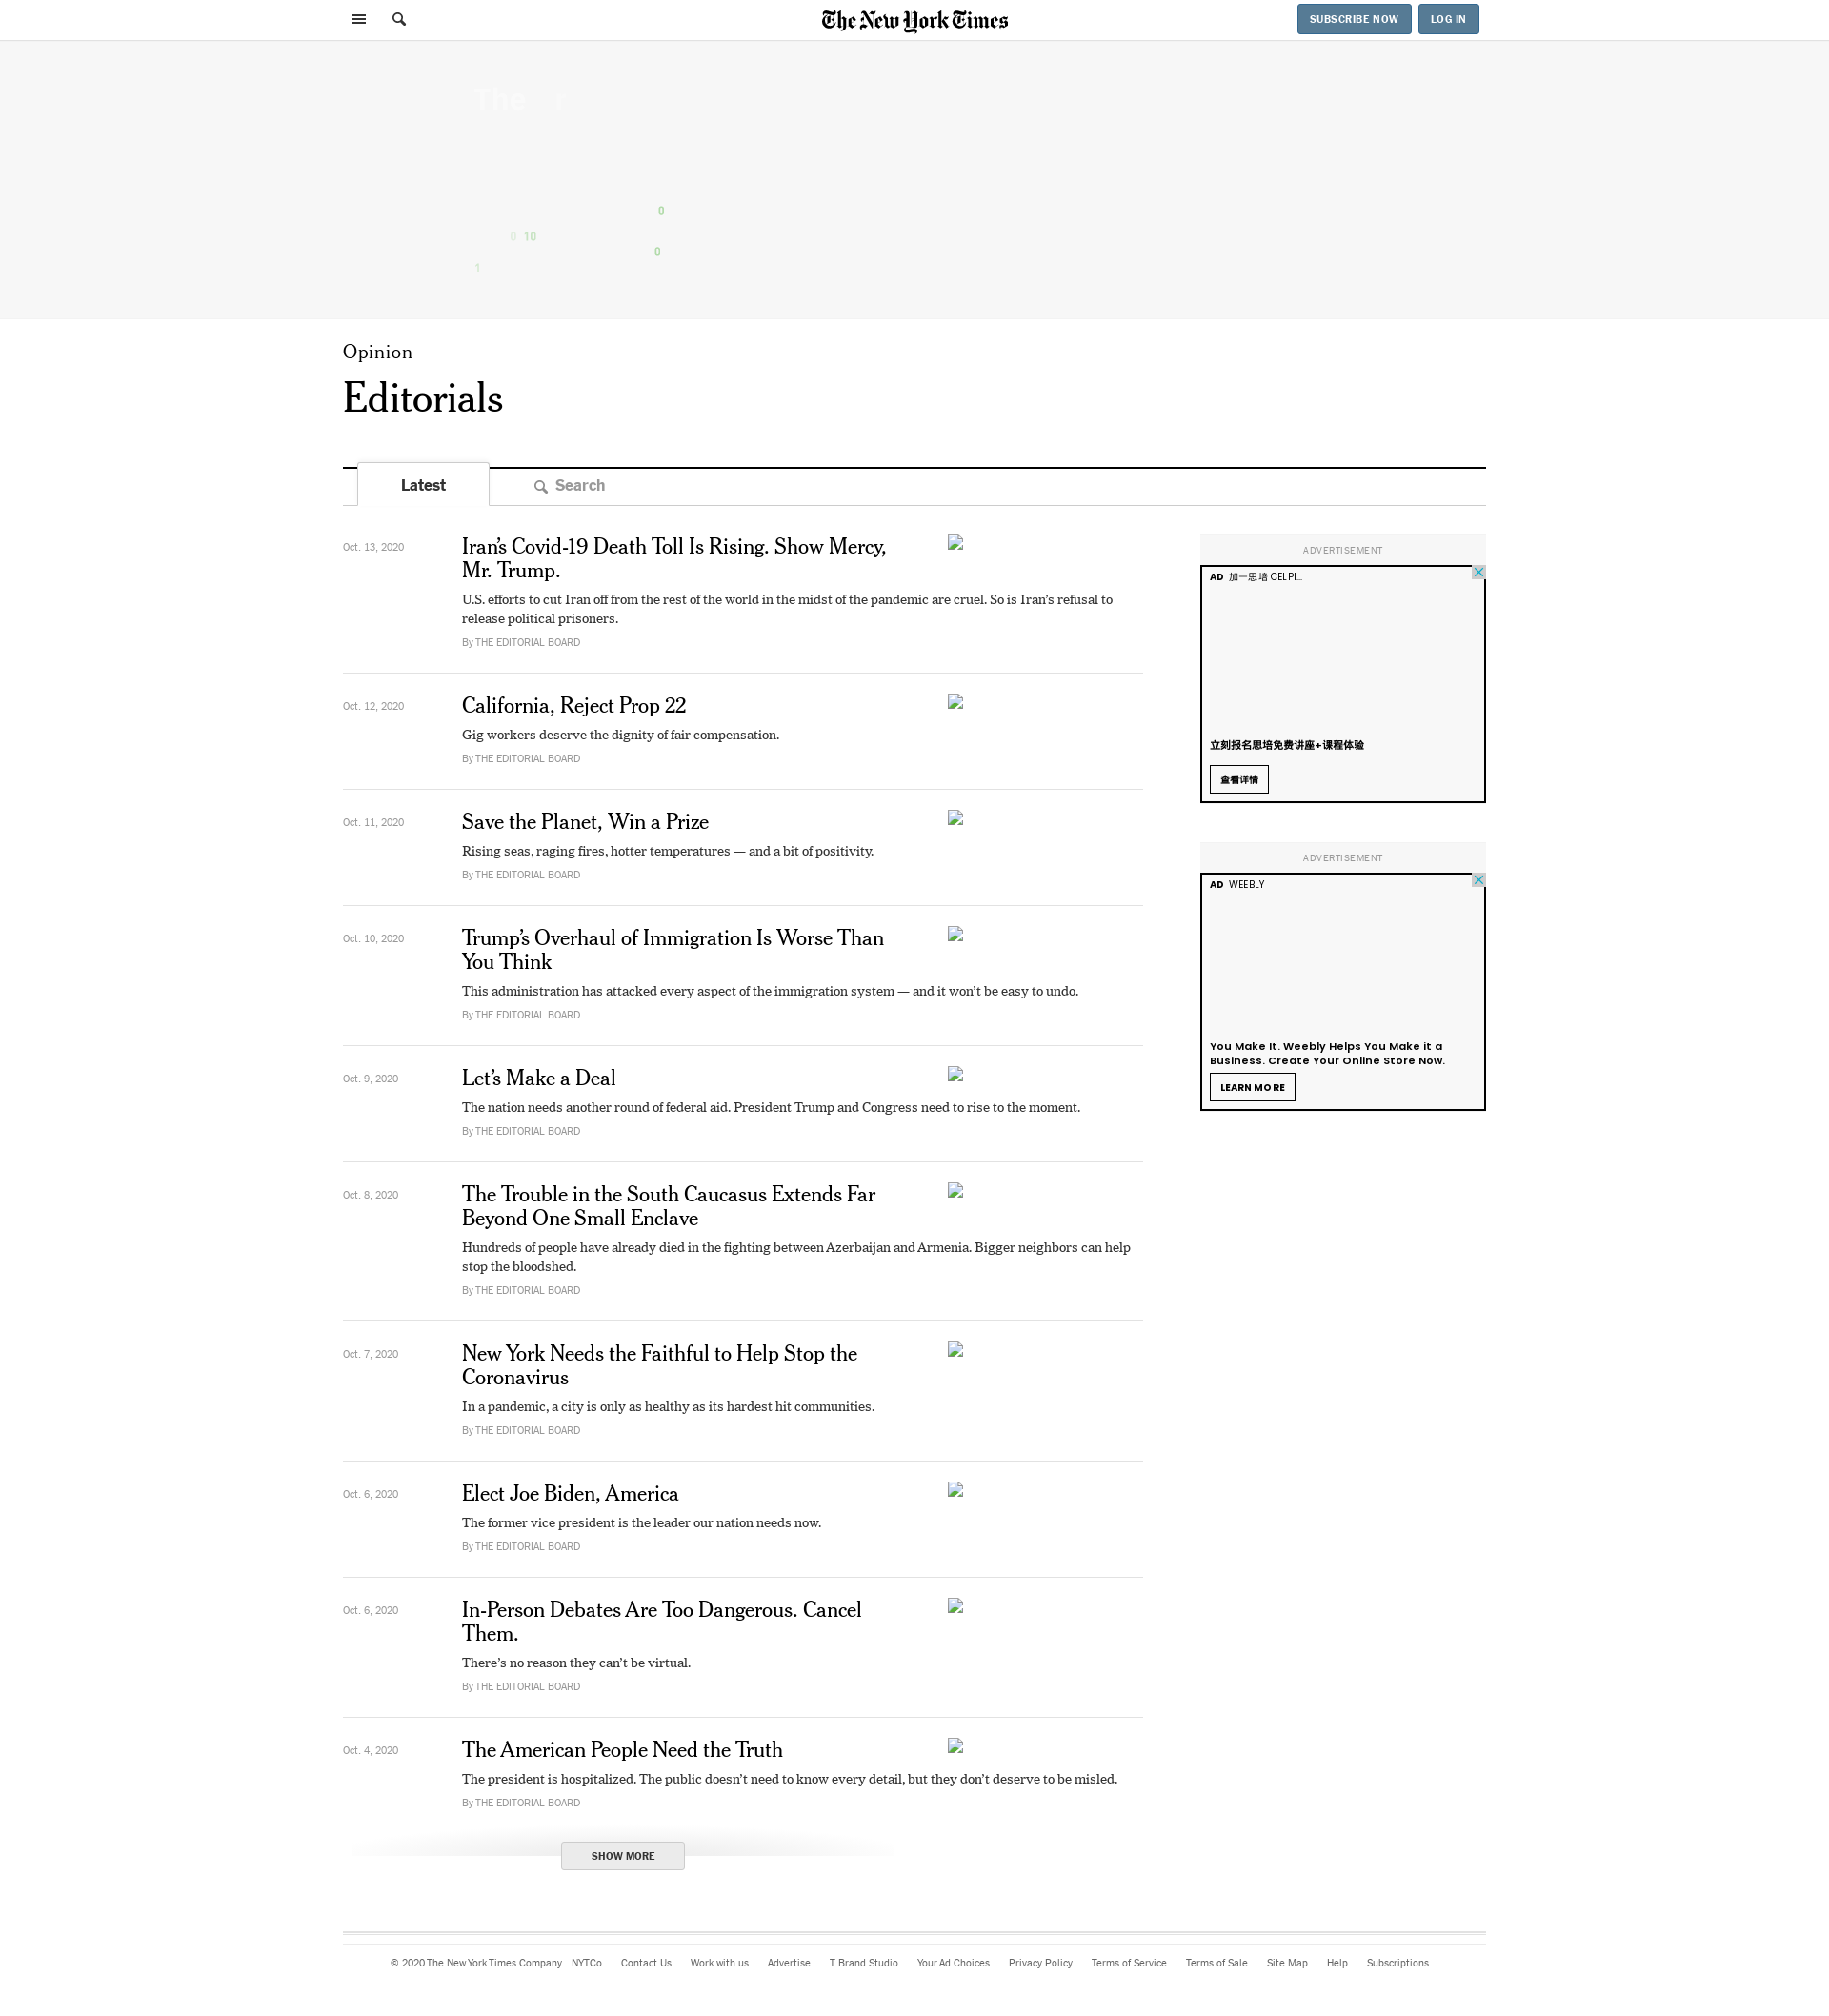 The New York Times
SUBSCRIBE NOW
LOG IN
The
0
0 10
0
1
Opinion
Editorials
Latest
Search
Oct. 13, 2020
Iran’s Covid-19 Death Toll Is Rising. Show Mercy,
Mr. Trump.
U.S. efforts to cut Iran off from the rest of the world in the midst of the pandemic are cruel. So is Iran’s refusal to
release political prisoners.
By THE EDITORIAL BOARD
Oct. 12, 2020
California, Reject Prop 22
Gig workers deserve the dignity of fair compensation.
By THE EDITORIAL BOARD
Oct. 11, 2020
Save the Planet, Win a Prize
Rising seas, raging fires, hotter temperatures — and a bit of positivity.
By THE EDITORIAL BOARD
Oct. 10, 2020
Trump’s Overhaul of Immigration Is Worse Than
You Think
This administration has attacked every aspect of the immigration system — and it won’t be easy to undo.
By THE EDITORIAL BOARD
Oct. 9, 2020
Let’s Make a Deal
The nation needs another round of federal aid. President Trump and Congress need to rise to the moment.
By THE EDITORIAL BOARD
Oct. 8, 2020
The Trouble in the South Caucasus Extends Far
Beyond One Small Enclave
Hundreds of people have already died in the fighting between Azerbaijan and Armenia. Bigger neighbors can help
stop the bloodshed.
By THE EDITORIAL BOARD
Oct. 7, 2020
New York Needs the Faithful to Help Stop the
Coronavirus
In a pandemic, a city is only as healthy as its hardest hit communities.
By THE EDITORIAL BOARD
Oct. 6, 2020
Elect Joe Biden, America
The former vice president is the leader our nation needs now.
By THE EDITORIAL BOARD
Oct. 6, 2020
In-Person Debates Are Too Dangerous. Cancel
Them.
There’s no reason they can’t be virtual.
By THE EDITORIAL BOARD
Oct. 4, 2020
The American People Need the Truth
The president is hospitalized. The public doesn’t need to know every detail, but they don’t deserve to be misled.
By THE EDITORIAL BOARD
SHOW MORE
ADVERTISEMENT
AD 加一思培 CELPI...
立刻报名思培免费讲座+课程体验
查看详情
ADVERTISEMENT
AD WEEBLY
You Make It. Weebly Helps You Make it a
Business. Create Your Online Store Now.
LEARN MORE
© 2020 The New York Times Company NYTCo Contact Us Work with us Advertise T Brand Studio Your Ad Choices Privacy Policy Terms of Service Terms of Sale Site Map Help Subscriptions